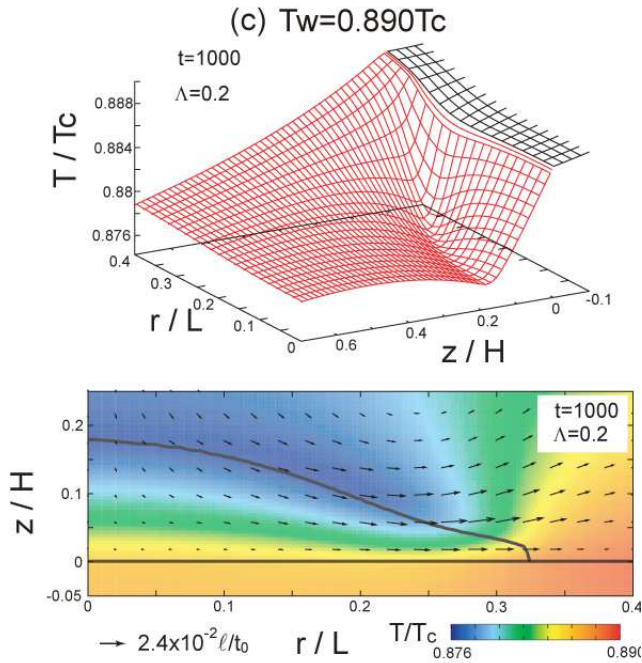 (c) Tw=0.890Tc
t=1000
Λ=0.2
T / Tc
0.888
0.884
0.88
0.876
0.4
0.3
0.2
0.1
0
r / L
0.6
0.4
0.2
0
-0.1
z / H
t=1000
Λ=0.2
z / H
0.2
0.1
0
-0.05
0
0.1
0.2
0.3
0.4
2.4x10⁻²ℓ/t₀
r / L
T/Tc
0.876
0.890